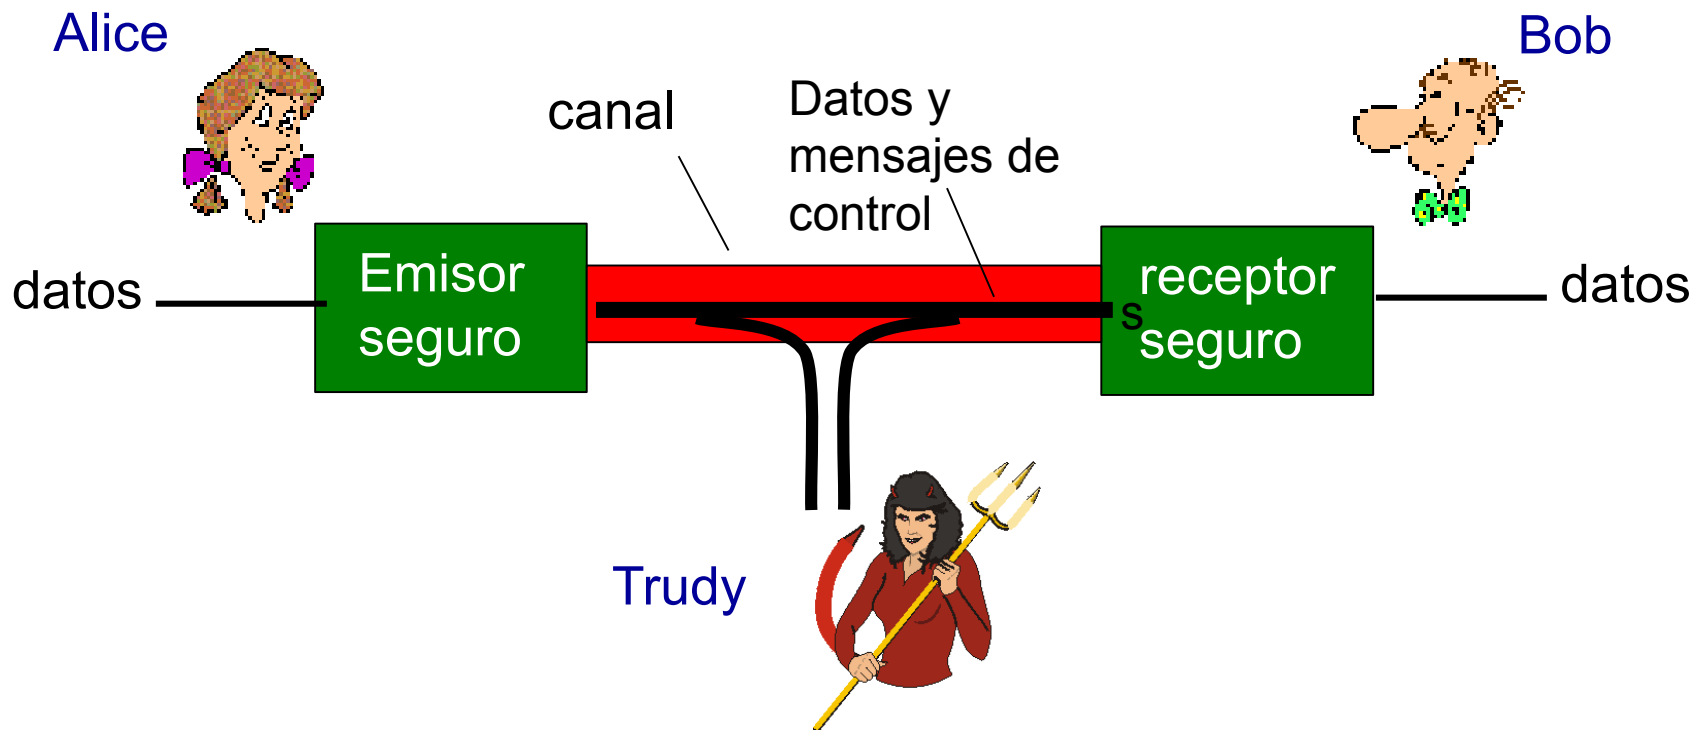 Alice
Bob
canal
Datos y
mensajes de
control
datos
Emisor
seguro
s
receptor
seguro
datos
Trudy